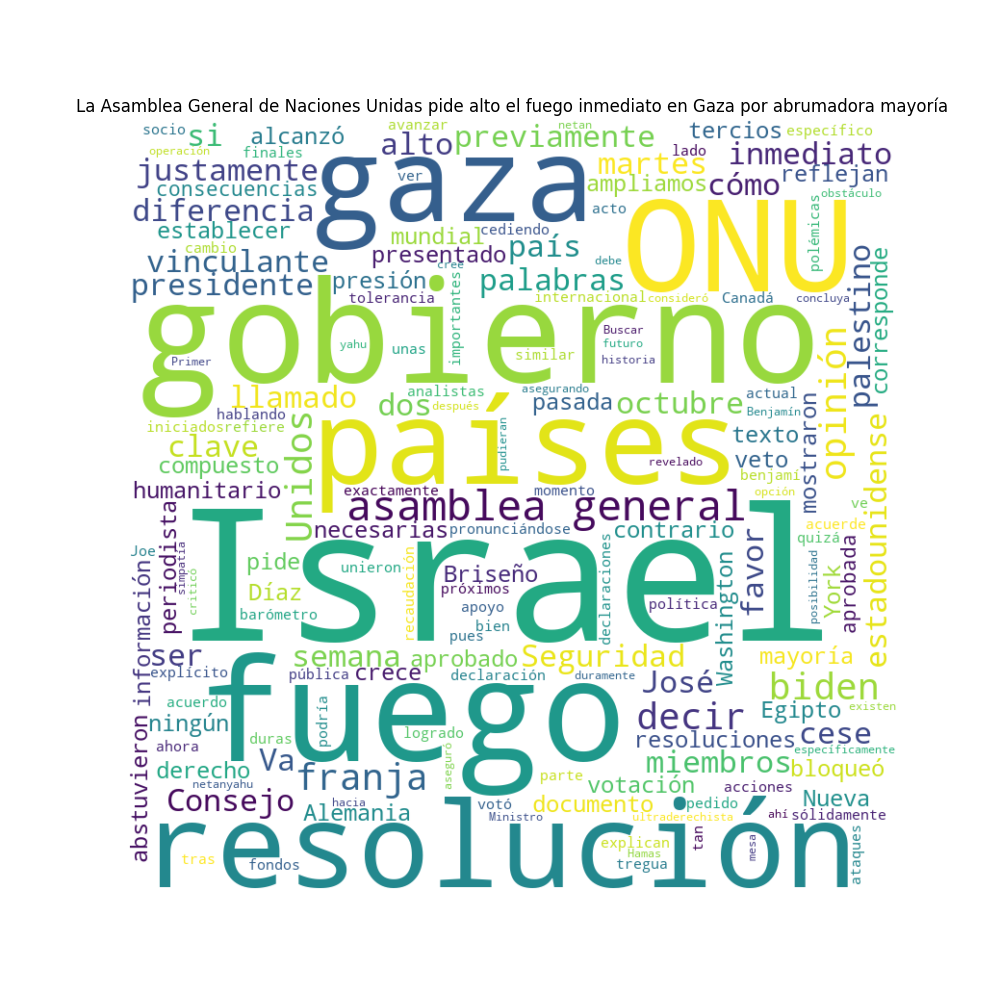 La Asamblea General de Naciones Unidas pide alto el fuego inmediato en Gaza por abrumadora mayoría
socio si alcanzó avanzar netan previamente tercios específico
operación finales alto lado inmediato
justamente gaza ver martes cómo reflejan
consecuencias ampliamos obstáculo
diferencia acto ONU polémicas
establecer mundial cediendo
cambio presentado país debe palestino
vinculante cree corresponde
presidente presión importantes palabras
tolerancia internacional consideró Canadá concluya
gobierno
yahu unas Buscar
Primer similar futuro
historia opinión
llamado analistas asegurando actual
dos después pasada octubre Benjamín mostraron
hablando países
iniciados refiere texto
clave Unidos pudieran veto estadounidense
compuesto revelado benjami
humanitario exactamente momento opción ve
asamblea general acuerde
necesarias pronunciándose contrario quizá
periodista Israel York aprobada
Joe simpatía unieron declaraciones Washington favor posibilidad
pide Briseño
criticó Díaz recaudación próximos política
barómetro apoyo
bien
información ser pues
semana aprobado Seguridad mayoría
explícito pública crece declaración duramente José biden
abstuvieron acuerdo fuego decir Egipto existen
ningún podría logrado resoluciones cese
ahora duras aseguró específicamente
derecho Va miembros bloqueó
netanyahu franja parte votación acciones
Consejo hacia votó documento pedido Nueva
Alemania Ministro ultraderechista ahí sólidamente
resolución
explican tan mesa ataques
tras Hamas
fondos tregua